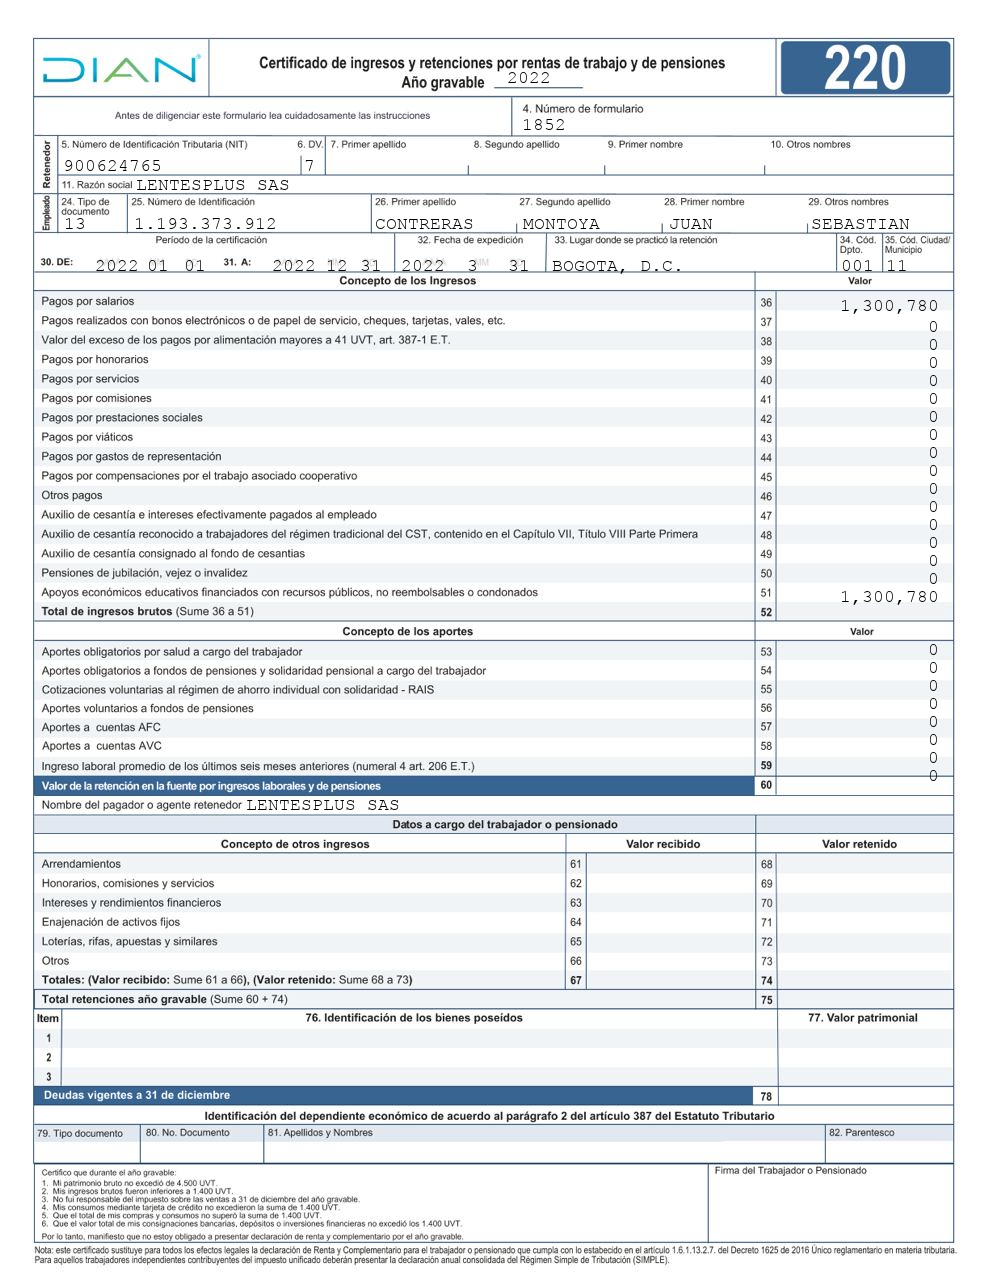 DIAN
Certificado de ingresos y retenciones por rentas de trabajo y de pensiones
Año gravable 2022
220
Antes de diligenciar este formulario lea cuidadosamente las instrucciones
4. Número de formulario
1852
Retenedor
5. Número de Identificación Tributaria (NIT) 6. DV. 7. Primer apellido 8. Segundo apellido 9. Primer nombre 10. Otros nombres
900624765 7
11. Razón social LENTESPLUS SAS
Empleado
24. Tipo de documento 25. Número de Identificación 26. Primer apellido 27. Segundo apellido 28. Primer nombre 29. Otros nombres
13 1.193.373.912 CONTRERAS MONTOYA JUAN SEBASTIAN
Período de la certificación 32. Fecha de expedición 33. Lugar donde se practicó la retención 34. Cód. Dpto. 35. Cód. Ciudad/ Municipio
30. DE: 2022 01 01 31. A: 2022 12 31 2022 3 31 BOGOTA, D.C. 001 11
Concepto de los Ingresos Valor
Pagos por salarios 36 1,300,780
Pagos realizados con bonos electrónicos o de papel de servicio, cheques, tarjetas, vales, etc. 37 0
Valor del exceso de los pagos por alimentación mayores a 41 UVT, art. 387-1 E.T. 38 0
Pagos por honorarios 39 0
Pagos por servicios 40 0
Pagos por comisiones 41 0
Pagos por prestaciones sociales 42 0
Pagos por viáticos 43 0
Pagos por gastos de representación 44 0
Pagos por compensaciones por el trabajo asociado cooperativo 45 0
Otros pagos 46 0
Auxilio de cesantía e intereses efectivamente pagados al empleado 47 0
Auxilio de cesantía reconocido a trabajadores del régimen tradicional del CST, contenido en el Capítulo VII, Título VIII Parte Primera 48 0
Auxilio de cesantía consignado al fondo de cesantias 49 0
Pensiones de jubilación, vejez o invalidez 50 0
Apoyos económicos educativos financiados con recursos públicos, no reembolsables o condonados 51 0
Total de ingresos brutos (Sume 36 a 51) 52 1,300,780
Concepto de los aportes Valor
Aportes obligatorios por salud a cargo del trabajador 53 0
Aportes obligatorios a fondos de pensiones y solidaridad pensional a cargo del trabajador 54 0
Cotizaciones voluntarias al régimen de ahorro individual con solidaridad - RAIS 55 0
Aportes voluntarios a fondos de pensiones 56 0
Aportes a cuentas AFC 57 0
Aportes a cuentas AVC 58 0
Ingreso laboral promedio de los últimos seis meses anteriores (numeral 4 art. 206 E.T.) 59 0
Valor de la retención en la fuente por ingresos laborales y de pensiones 60 0
Nombre del pagador o agente retenedor LENTESPLUS SAS
Datos a cargo del trabajador o pensionado
Concepto de otros ingresos Valor recibido Valor retenido
Arrendamientos 61 68
Honorarios, comisiones y servicios 62 69
Intereses y rendimientos financieros 63 70
Enajenación de activos fijos 64 71
Loterías, rifas, apuestas y similares 65 72
Otros 66 73
Totales: (Valor recibido: Sume 61 a 66), (Valor retenido: Sume 68 a 73) 67 74
Total retenciones año gravable (Sume 60 + 74) 75
Item 76. Identificación de los bienes poseídos 77. Valor patrimonial
1
2
3
Deudas vigentes a 31 de diciembre 78
Identificación del dependiente económico de acuerdo al parágrafo 2 del artículo 387 del Estatuto Tributario
79. Tipo documento 80. No. Documento 81. Apellidos y Nombres 82. Parentesco
Certifico que durante el año gravable:
1. Mi patrimonio bruto no excedió de 4.500 UVT.
2. Mis ingresos brutos fueron inferiores a 1.400 UVT.
3. No fui responsable del impuesto sobre las ventas a 31 de diciembre del año gravable.
4. Mis consumos mediante tarjeta de crédito no excedieron la suma de 1.400 UVT.
5. Que el total de mis compras y consumos no superó la suma de 1.400 UVT.
6. Que el valor total de mis consignaciones bancarias, depósitos o inversiones financieras no excedió los 1.400 UVT.
Por lo tanto, manifiesto que no estoy obligado a presentar declaración de renta y complementario por el año gravable.
Firma del Trabajador o Pensionado
Nota: este certificado sustituye para todos los efectos legales la declaración de Renta y Complementario para el trabajador o pensionado que cumpla con lo establecido en el artículo 1.6.1.13.2.7. del Decreto 1625 de 2016 Único reglamentario en materia tributaria.
Para aquellos trabajadores independientes contribuyentes del impuesto unificado deberán presentar la declaración anual consolidada del Régimen Simple de Tributación (SIMPLE).